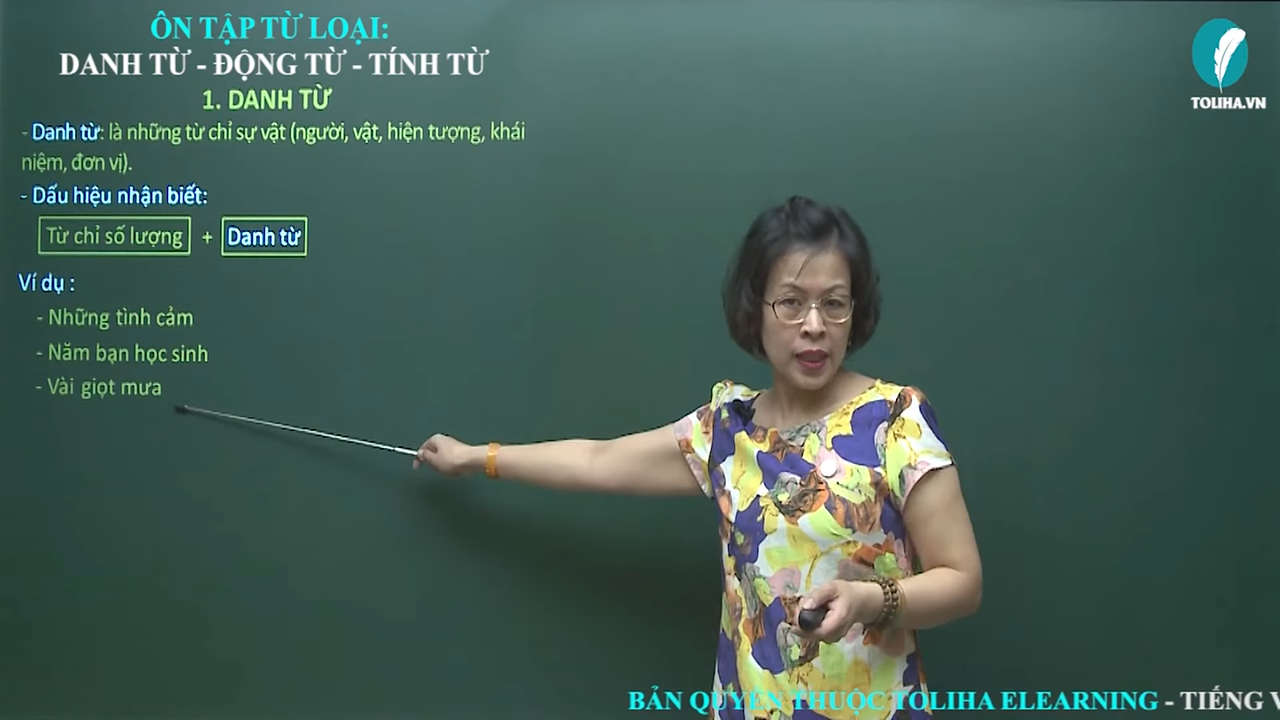 ÔN TẬP TỪ LOẠI:
DANH TỪ - ĐỘNG TỪ - TÍNH TỪ
1. DANH TỪ
- Danh từ: là những từ chỉ sự vật (người, vật, hiện tượng, khái
niệm, đơn vị).
- Dấu hiệu nhận biết:
Từ chỉ số lượng + Danh từ
Ví dụ :
- Những tình cảm
- Năm bạn học sinh
- Vài giọt mưa
TOLIHA.VN
BẢN QUYỀN THUỘC TOLIHA ELEARNING - TIẾNG